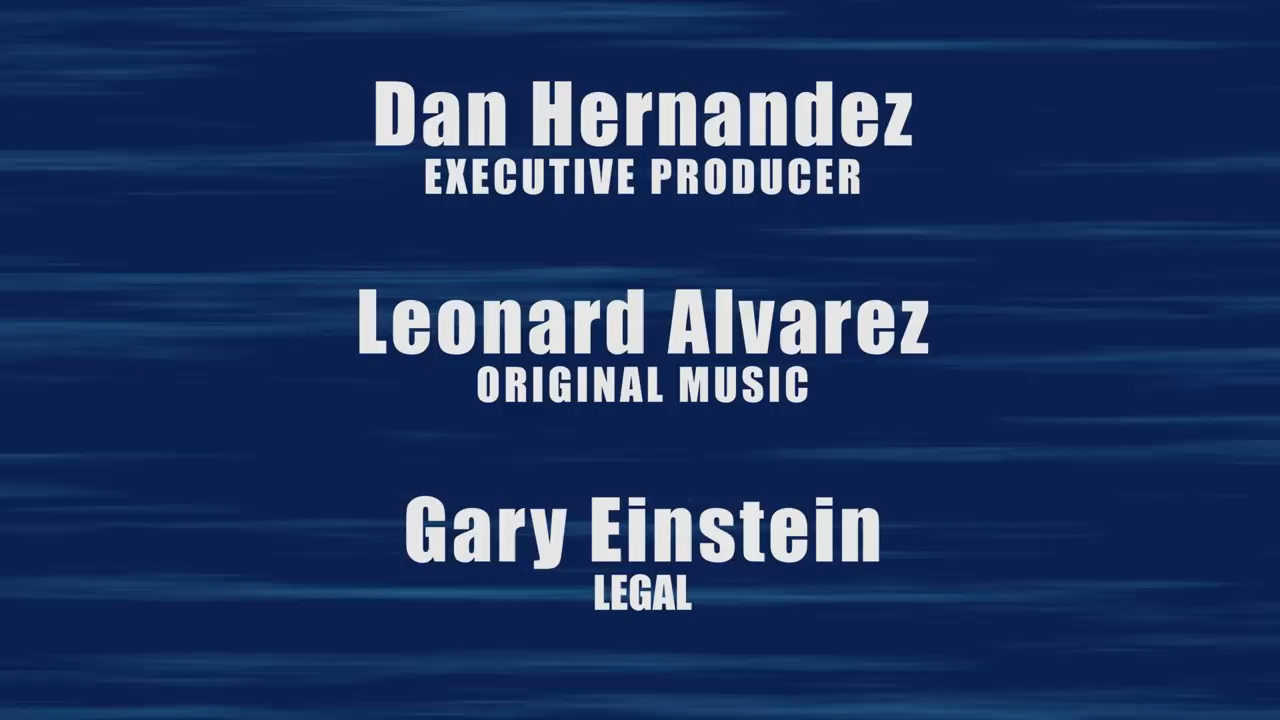 Dan Hernandez
EXECUTIVE PRODUCER
Leonard Alvarez
ORIGINAL MUSIC
Gary Einstein
LEGAL